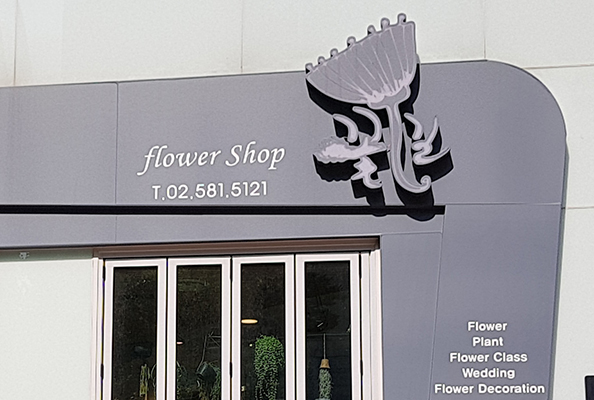 flower Shop
T.02.581.5121
Flower
Plant
Flower Class
Wedding
Flower Decoration